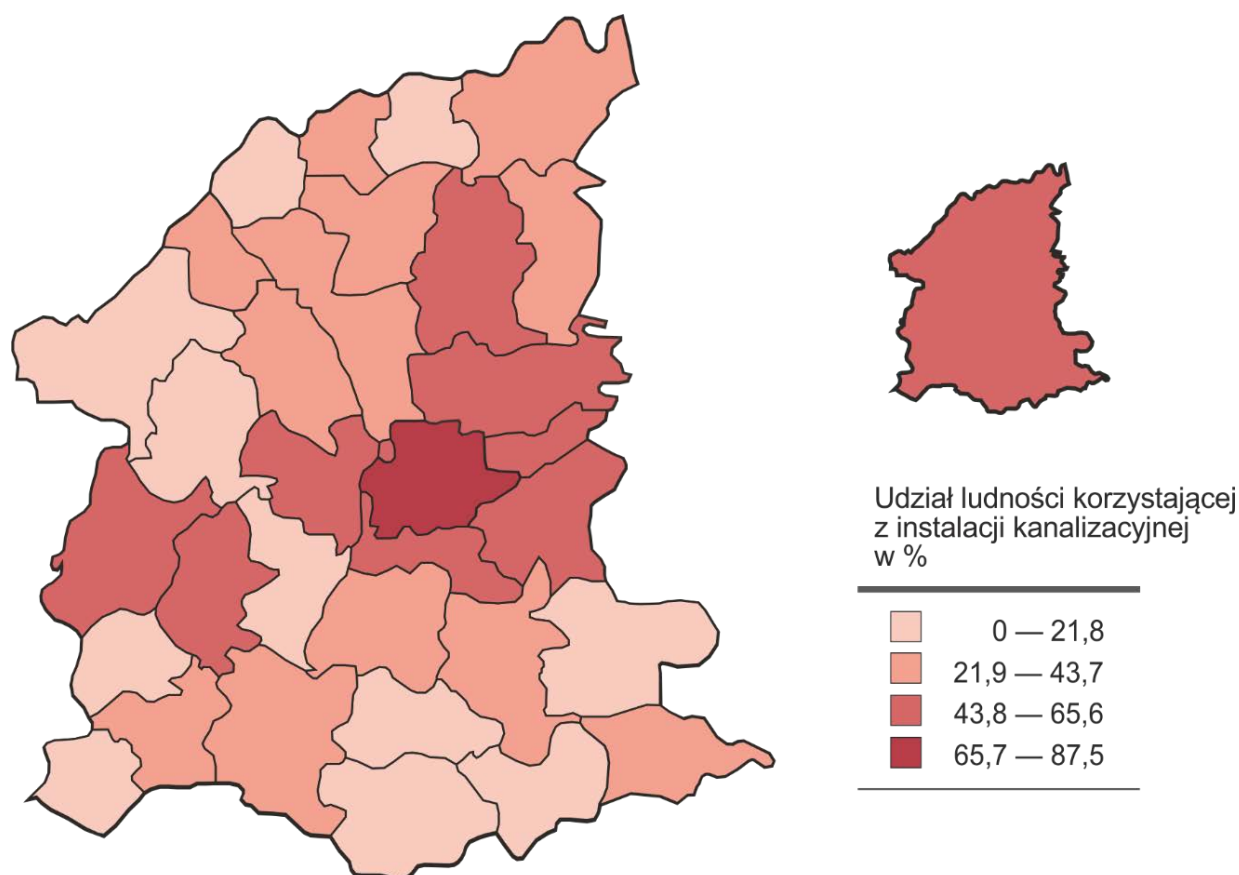 Udział ludności korzystającej
z instalacji kanalizacyjnej
w %
0 — 21,8
21,9 — 43,7
43,8 — 65,6
65,7 — 87,5